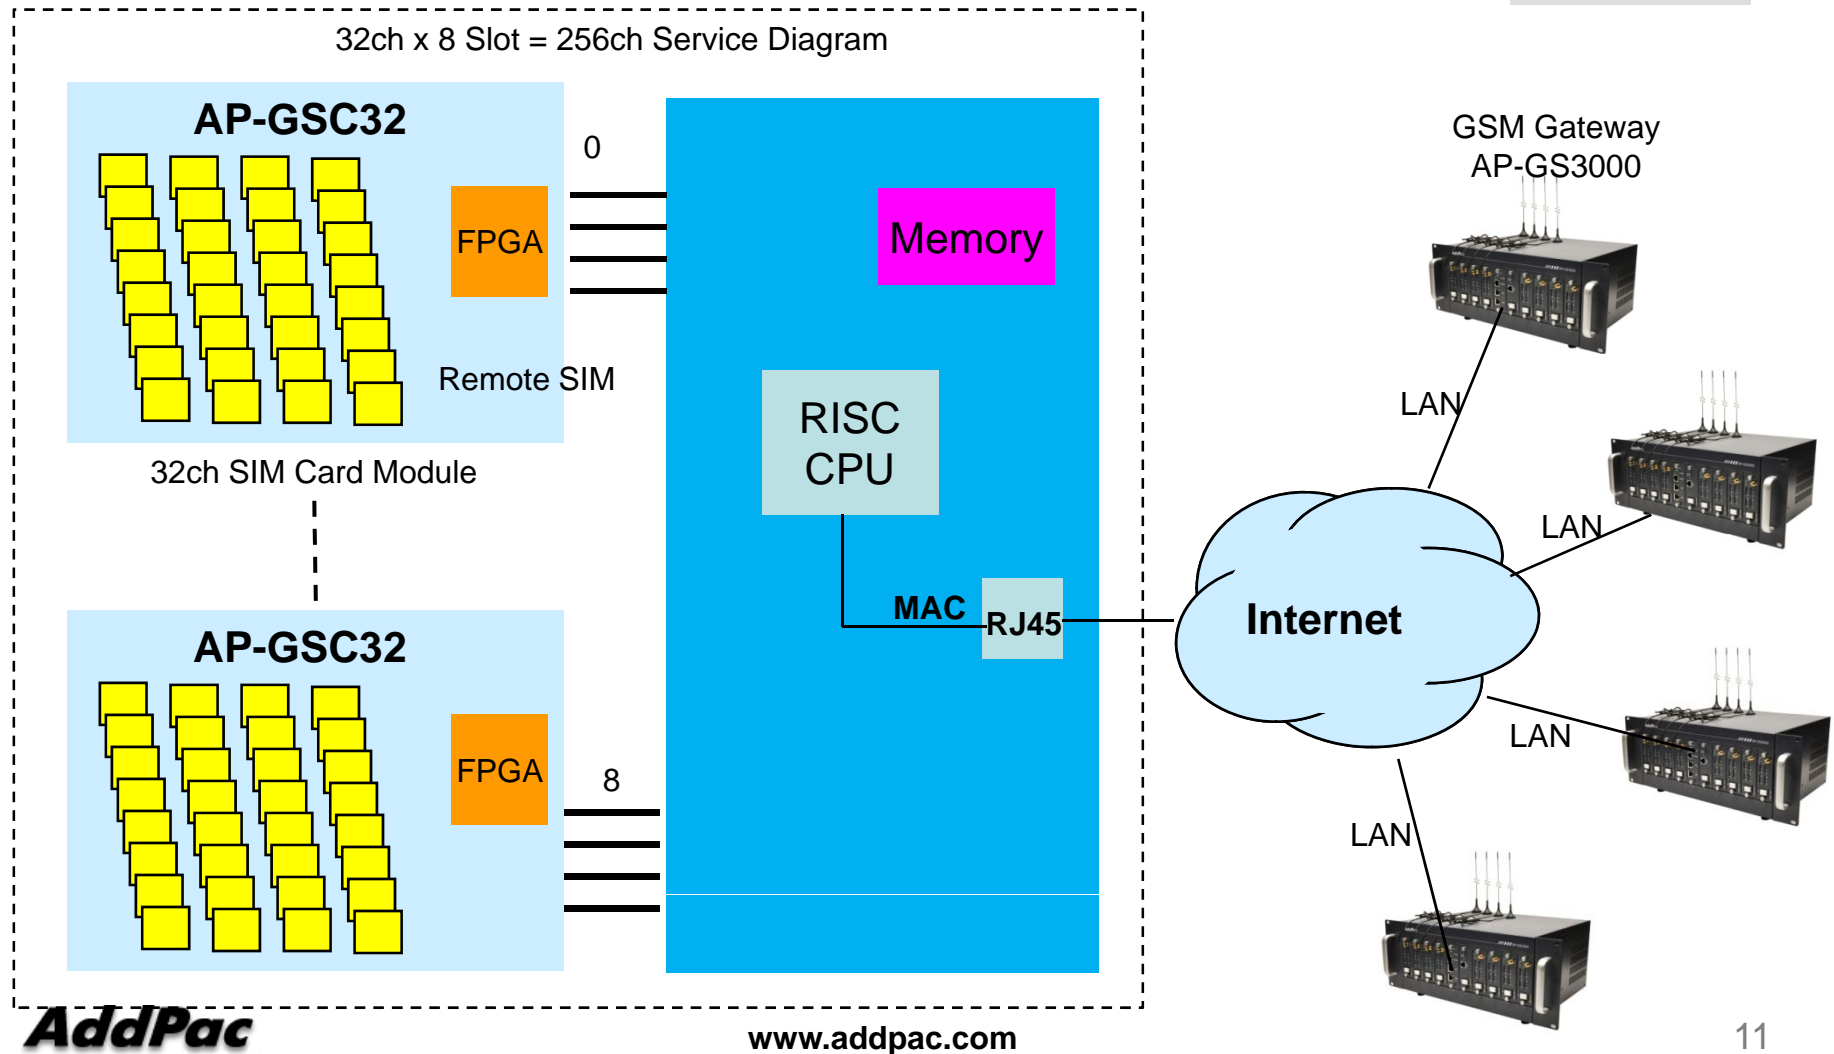 32ch x 8 Slot = 256ch Service Diagram
AP-GSC32
0
FPGA
Memory
Remote SIM
RISC
CPU
32ch SIM Card Module
MAC
RJ45
AP-GSC32
FPGA
8
Internet
GSM Gateway
AP-GS3000
LAN
LAN
LAN
LAN
AddPac
www.addpac.com
11